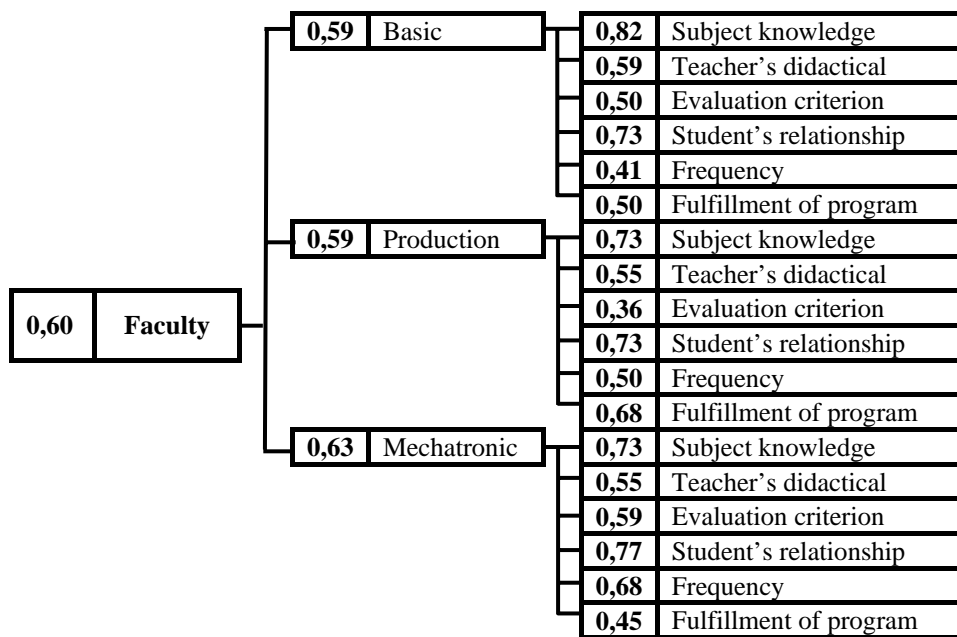 0,59 Basic 0,82 Subject knowledge
0,59 Teacher’s didactical
0,50 Evaluation criterion
0,73 Student’s relationship
0,41 Frequency
0,50 Fulfillment of program
0,59 Production 0,73 Subject knowledge
0,55 Teacher’s didactical
0,60 Faculty 0,36 Evaluation criterion
0,73 Student’s relationship
0,50 Frequency
0,68 Fulfillment of program
0,63 Mechatronic 0,73 Subject knowledge
0,55 Teacher’s didactical
0,59 Evaluation criterion
0,77 Student’s relationship
0,68 Frequency
0,45 Fulfillment of program